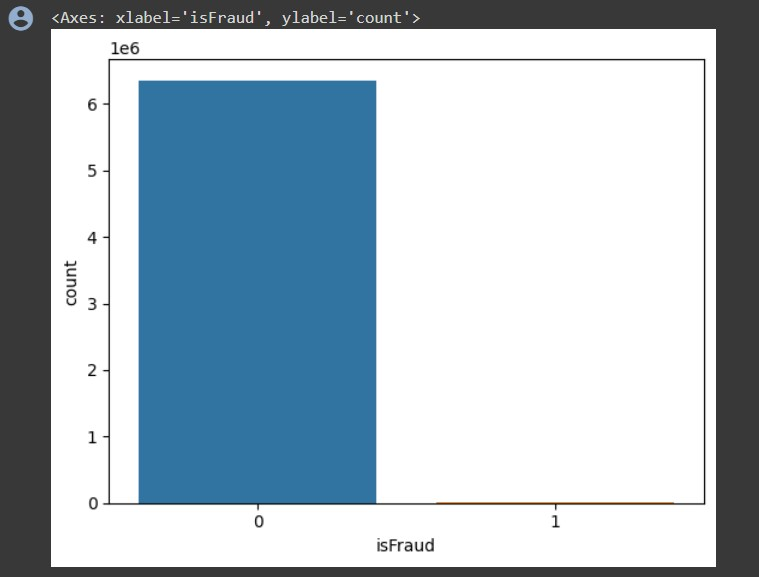 <Axes: xlabel='isFraud', ylabel='count'>
1e6
6
5
4
3
2
1
0
count
0 1
isFraud